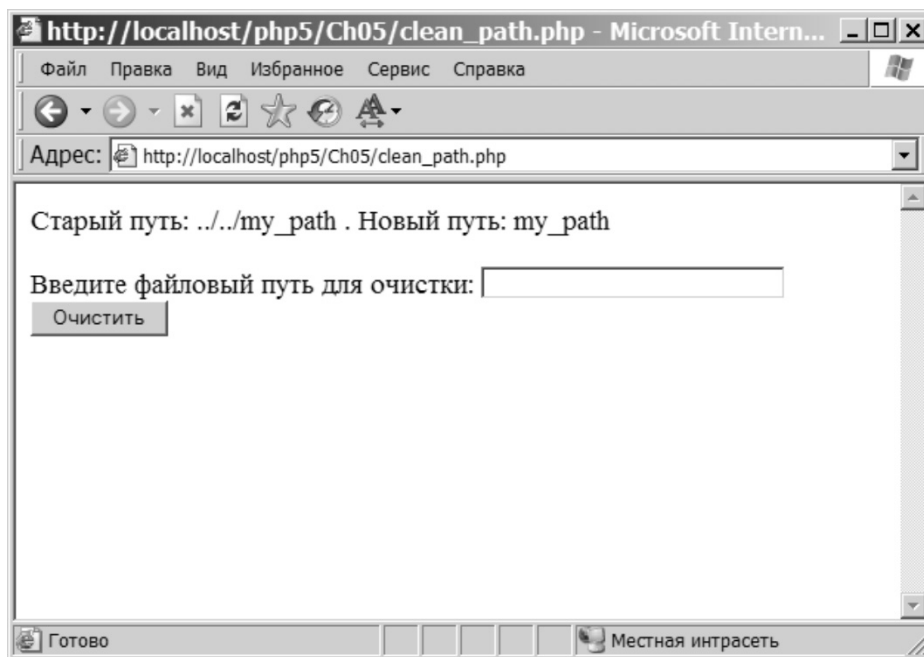 http://localhost/php5/Ch05/clean_path.php - Microsoft Intern...
Файл Правка Вид Избранное Сервис Справка
Адрес: http://localhost/php5/Ch05/clean_path.php
Старый путь: ../../my_path . Новый путь: my_path
Введите файловый путь для очистки:
Очистить
Готово Местная интрасеть